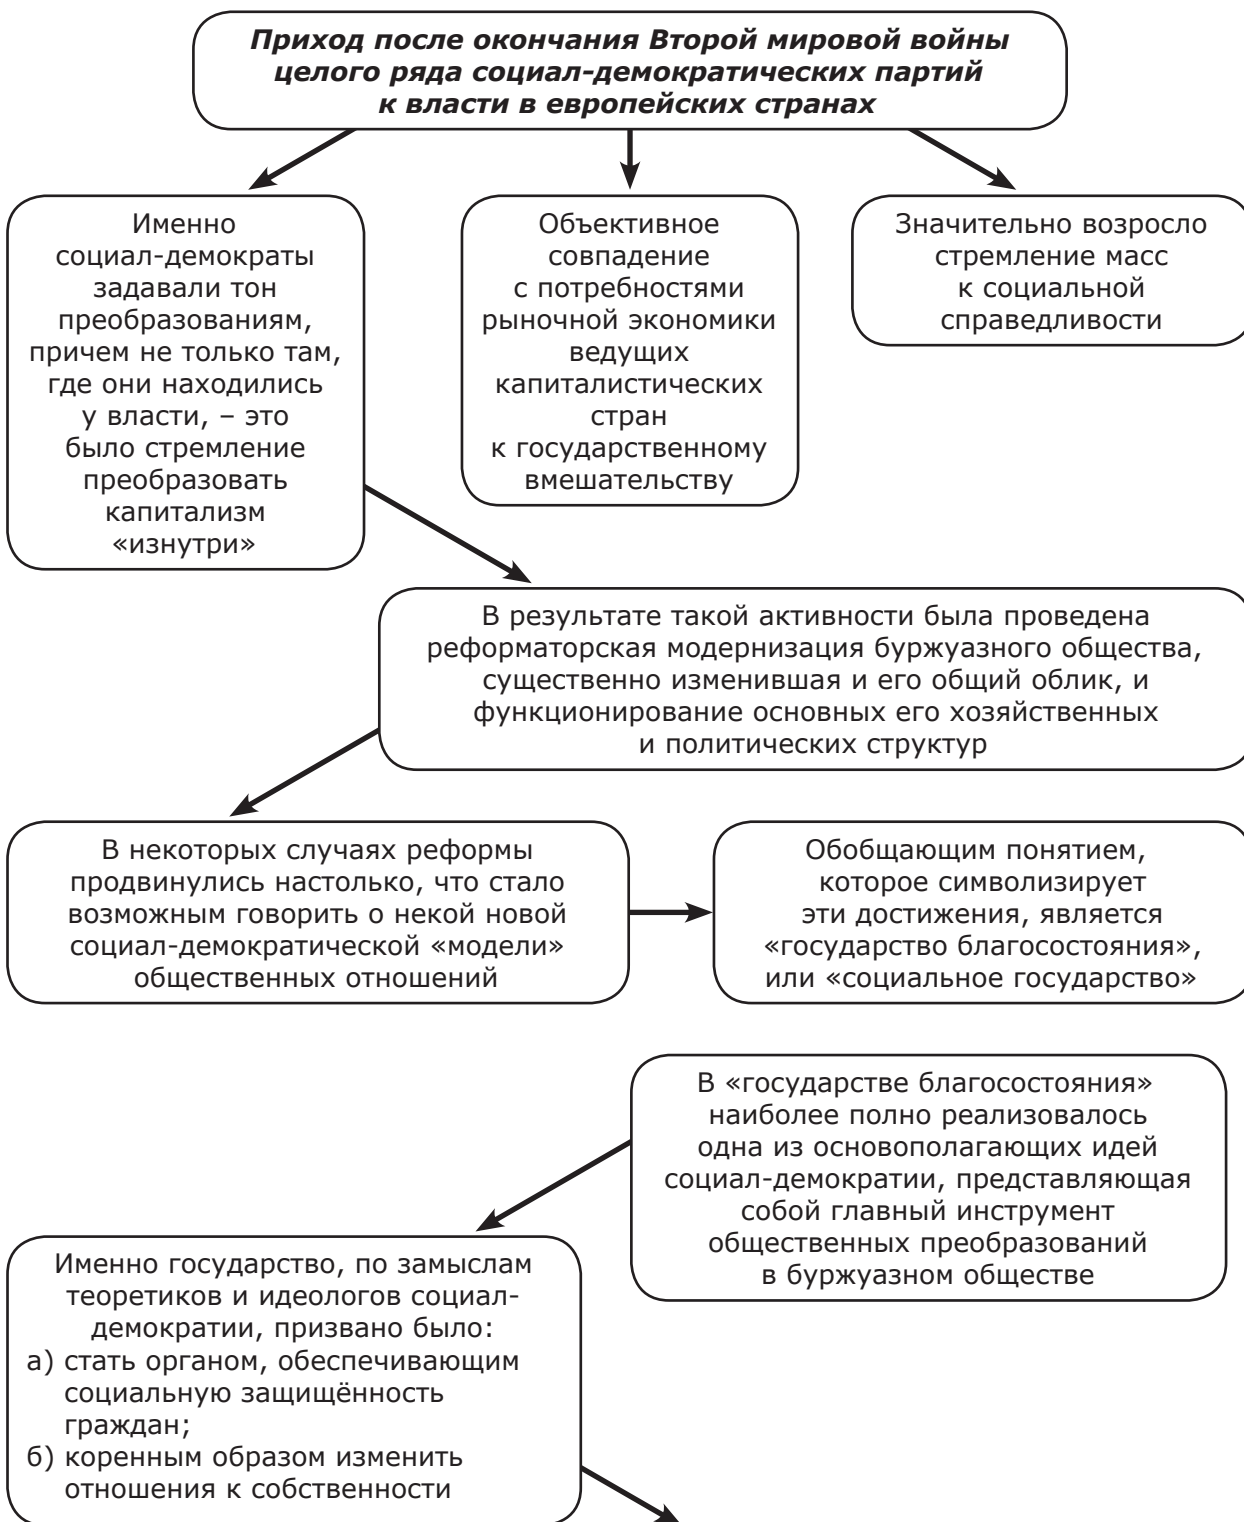 Приход после окончания Второй мировой войны
целого ряда социал-демократических партий
к власти в европейских странах
Именно
социал-демократы
задавали тон
преобразованиям,
причем не только там,
где они находились
у власти, – это
было стремление
преобразовать
капитализм
«изнутри»
Объективное
совпадение
с потребностями
рыночной экономики
ведущих
капиталистических
стран
к государственному
вмешательству
Значительно возросло
стремление масс
к социальной
справедливости
В результате такой активности была проведена
реформаторская модернизация буржуазного общества,
существенно изменившая и его общий облик, и
функционирование основных его хозяйственных
и политических структур
В некоторых случаях реформы
продвинулись настолько, что стало
возможным говорить о некой новой
социал-демократической «модели»
общественных отношений
Обобщающим понятием,
которое символизирует
эти достижения, является
«государство благосостояния»,
или «социальное государство»
В «государстве благосостояния»
наиболее полно реализовалось
одна из основополагающих идей
социал-демократии, представляющая
собой главный инструмент
общественных преобразований
в буржуазном обществе
Именно государство, по замыслам
теоретиков и идеологов социал-
демократии, призвано было:
а) стать органом, обеспечивающим
социальную защищённость
граждан;
б) коренным образом изменить
отношения к собственности